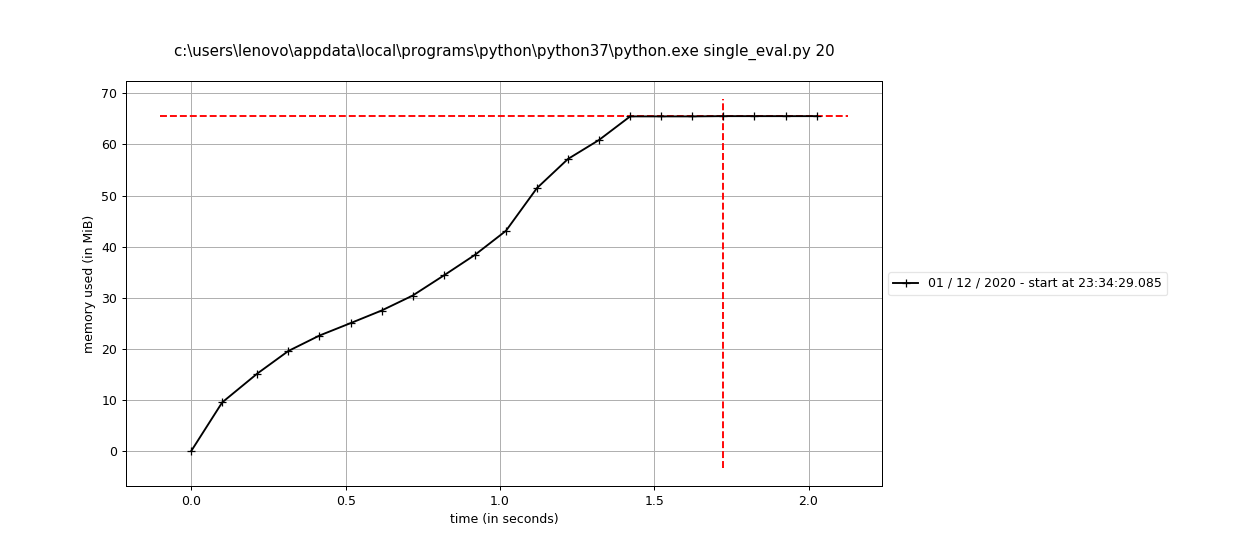 c:\users\lenovo\appdata\local\programs\python\python37\python.exe single_eval.py 20
70
60
50
40
30
20
10
0
memory used (in MiB)
0.0 0.5 1.0 1.5 2.0
time (in seconds)
01 / 12 / 2020 - start at 23:34:29.085